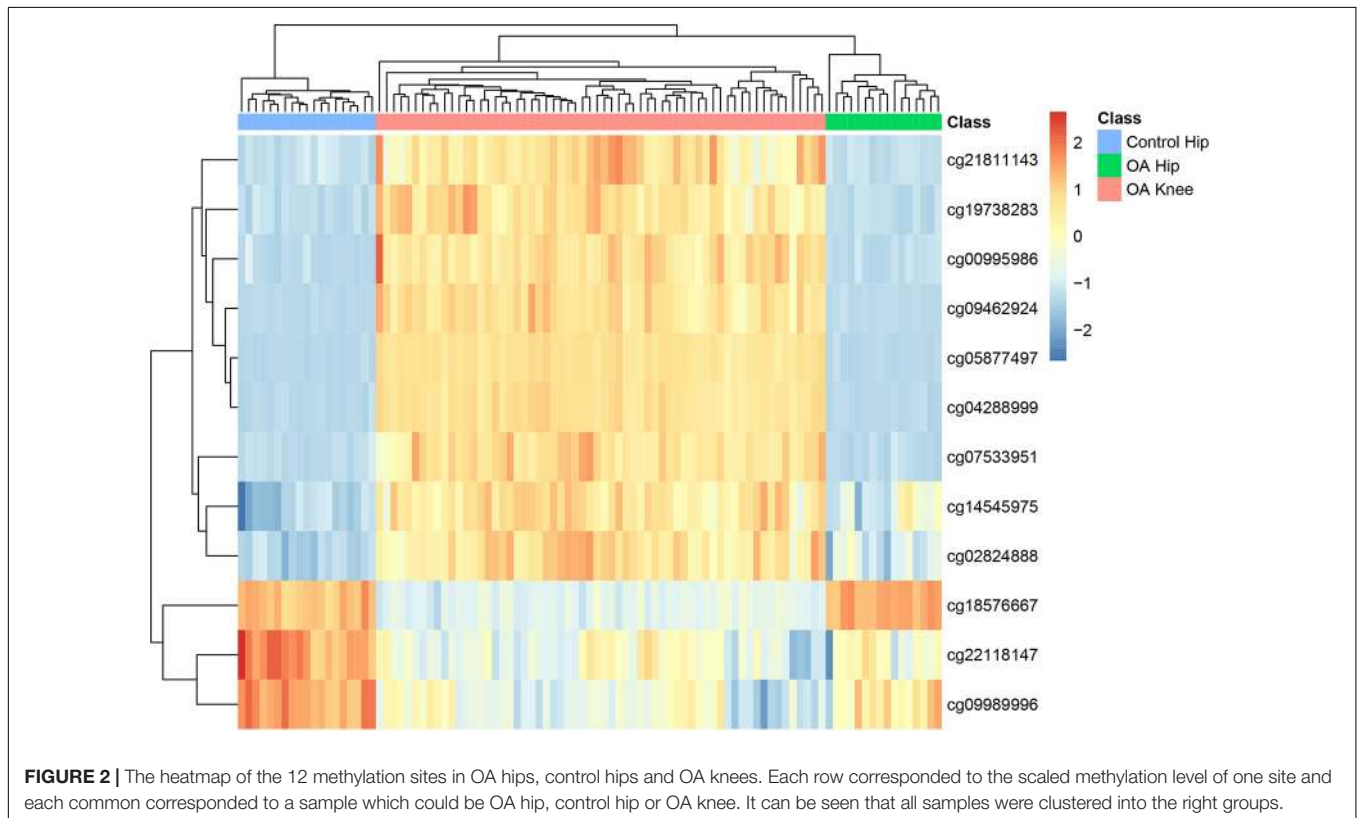 Class
cg21811143
cg19738283
cg00995986
cg09462924
cg05877497
cg04288999
cg07533951
cg14545975
cg02824888
cg18576667
cg22118147
cg09989996
2
1
0
−1
−2
Class
Control Hip
OA Hip
OA Knee
FIGURE 2 | The heatmap of the 12 methylation sites in OA hips, control hips and OA knees. Each row corresponded to the scaled methylation level of one site and
each common corresponded to a sample which could be OA hip, control hip or OA knee. It can be seen that all samples were clustered into the right groups.